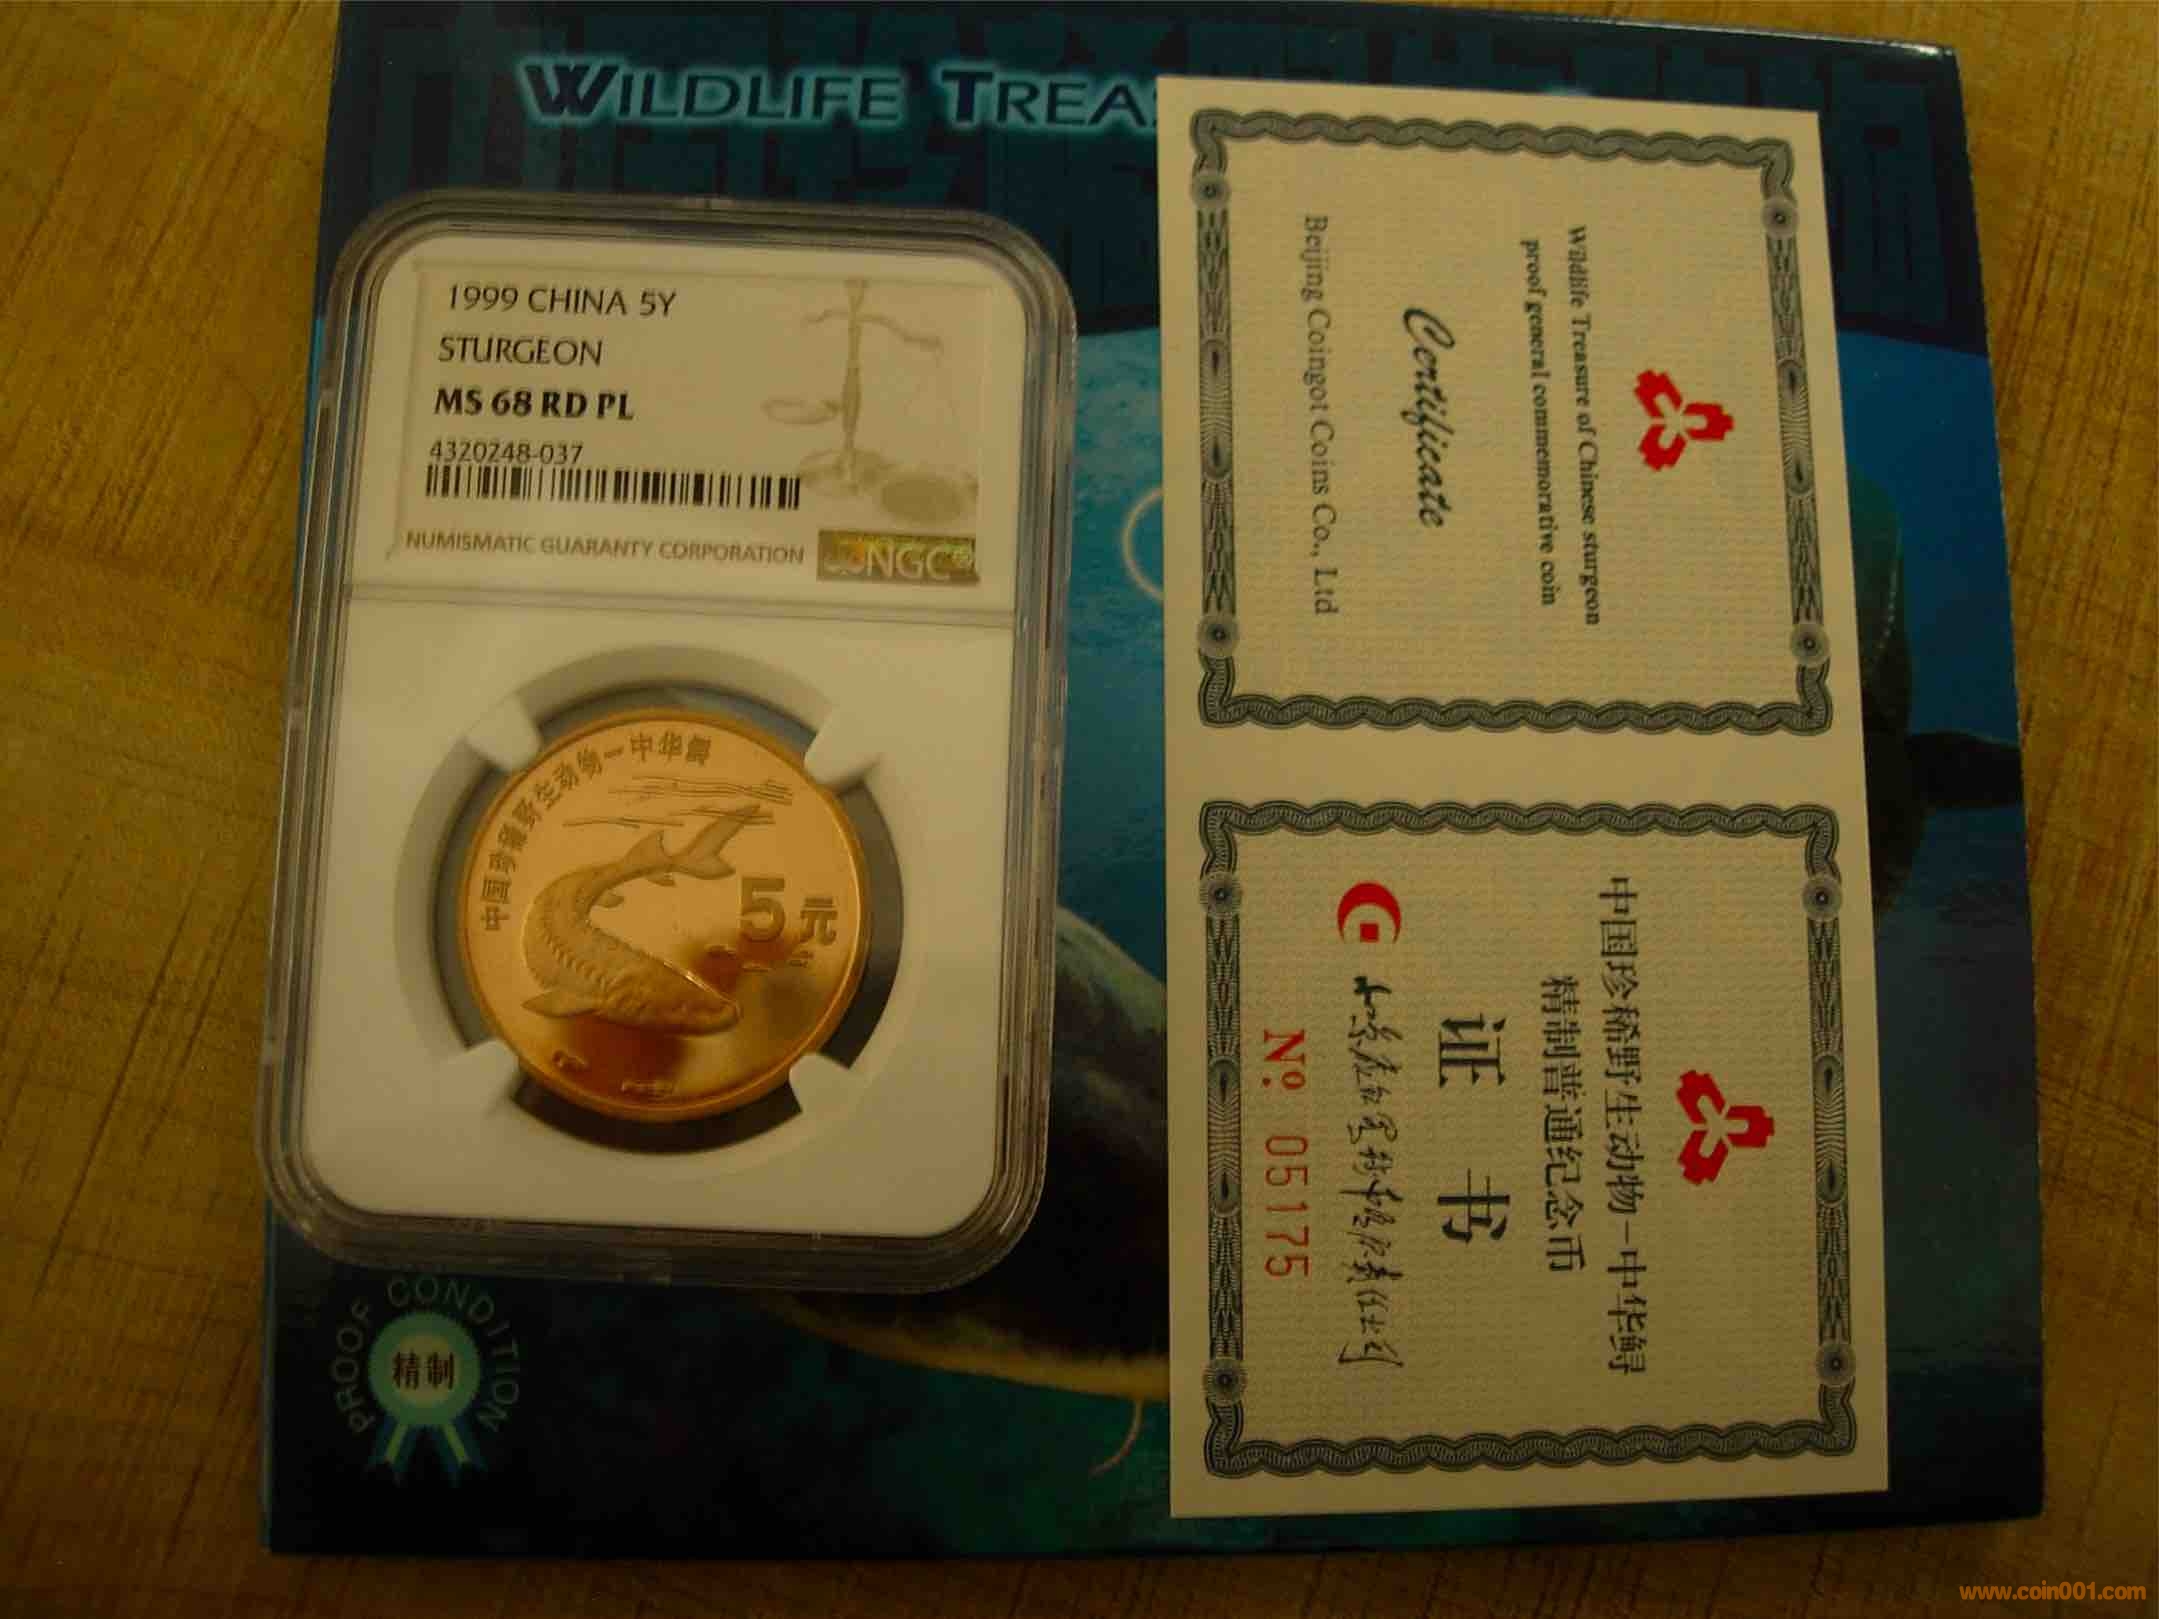 WILDLIFE TREAS
1999 CHINA 5Y
STURGEON
MS 68 RD PL
4320248-037
NUMISMATIC GUARANTY CORPORATION
NGC
中国珍稀野生动物—中华鲟
5元
PROOF CONDITION
精制
Wildlife Treasure of Chinese sturgeon
proof general commemorative coin
Certificate
Beijing Coingot Coins Co., Ltd
中国珍稀野生动物-中华鲟
精制普通纪念币
证 书
Nº 05175
www.coin001.com